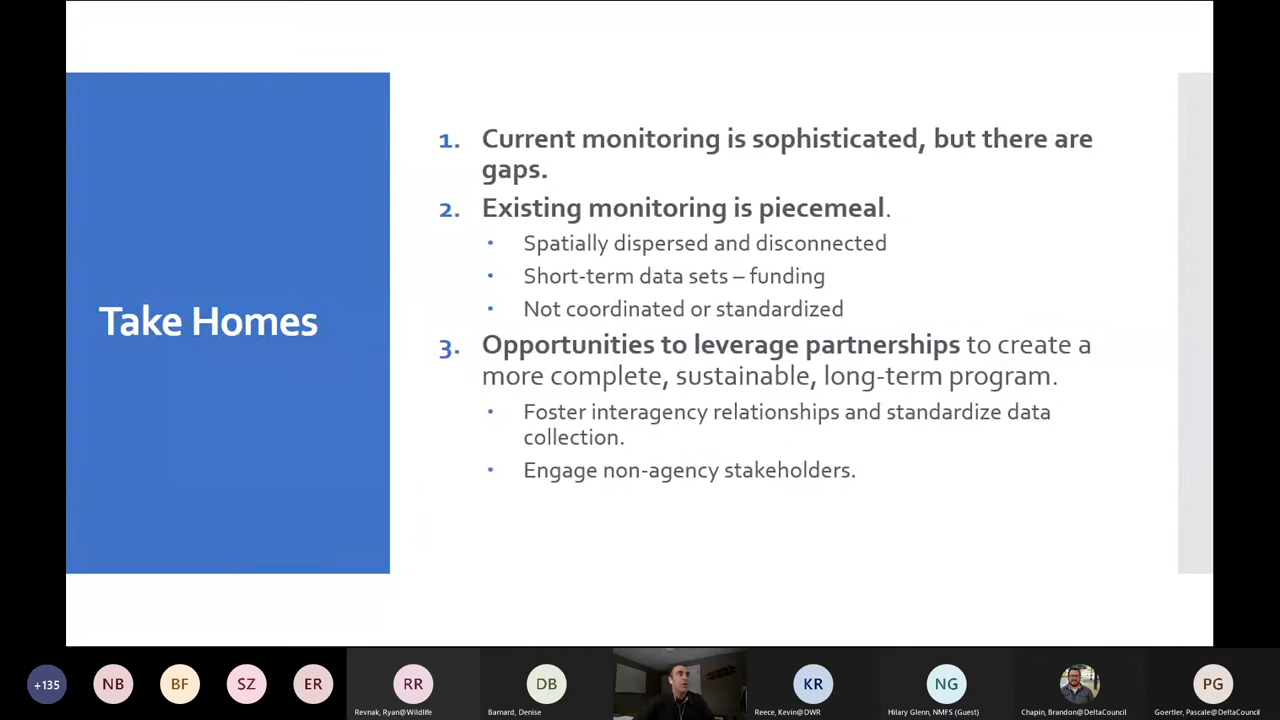 Take Homes
1. Current monitoring is sophisticated, but there are
gaps.
2. Existing monitoring is piecemeal.
• Spatially dispersed and disconnected
• Short-term data sets – funding
• Not coordinated or standardized
3. Opportunities to leverage partnerships to create a
more complete, sustainable, long-term program.
• Foster interagency relationships and standardize data
collection.
• Engage non-agency stakeholders.
+135
NB
BF
SZ
ER
RR
Revnak, Ryan@Wildlife
DB
Barnard, Denise
KR
Reece, Kevin@DWR
NG
Hilary Glenn, NMFS (Guest)
Chapin, Brandon@DeltaCouncil
PG
Goertler, Pascale@DeltaCouncil